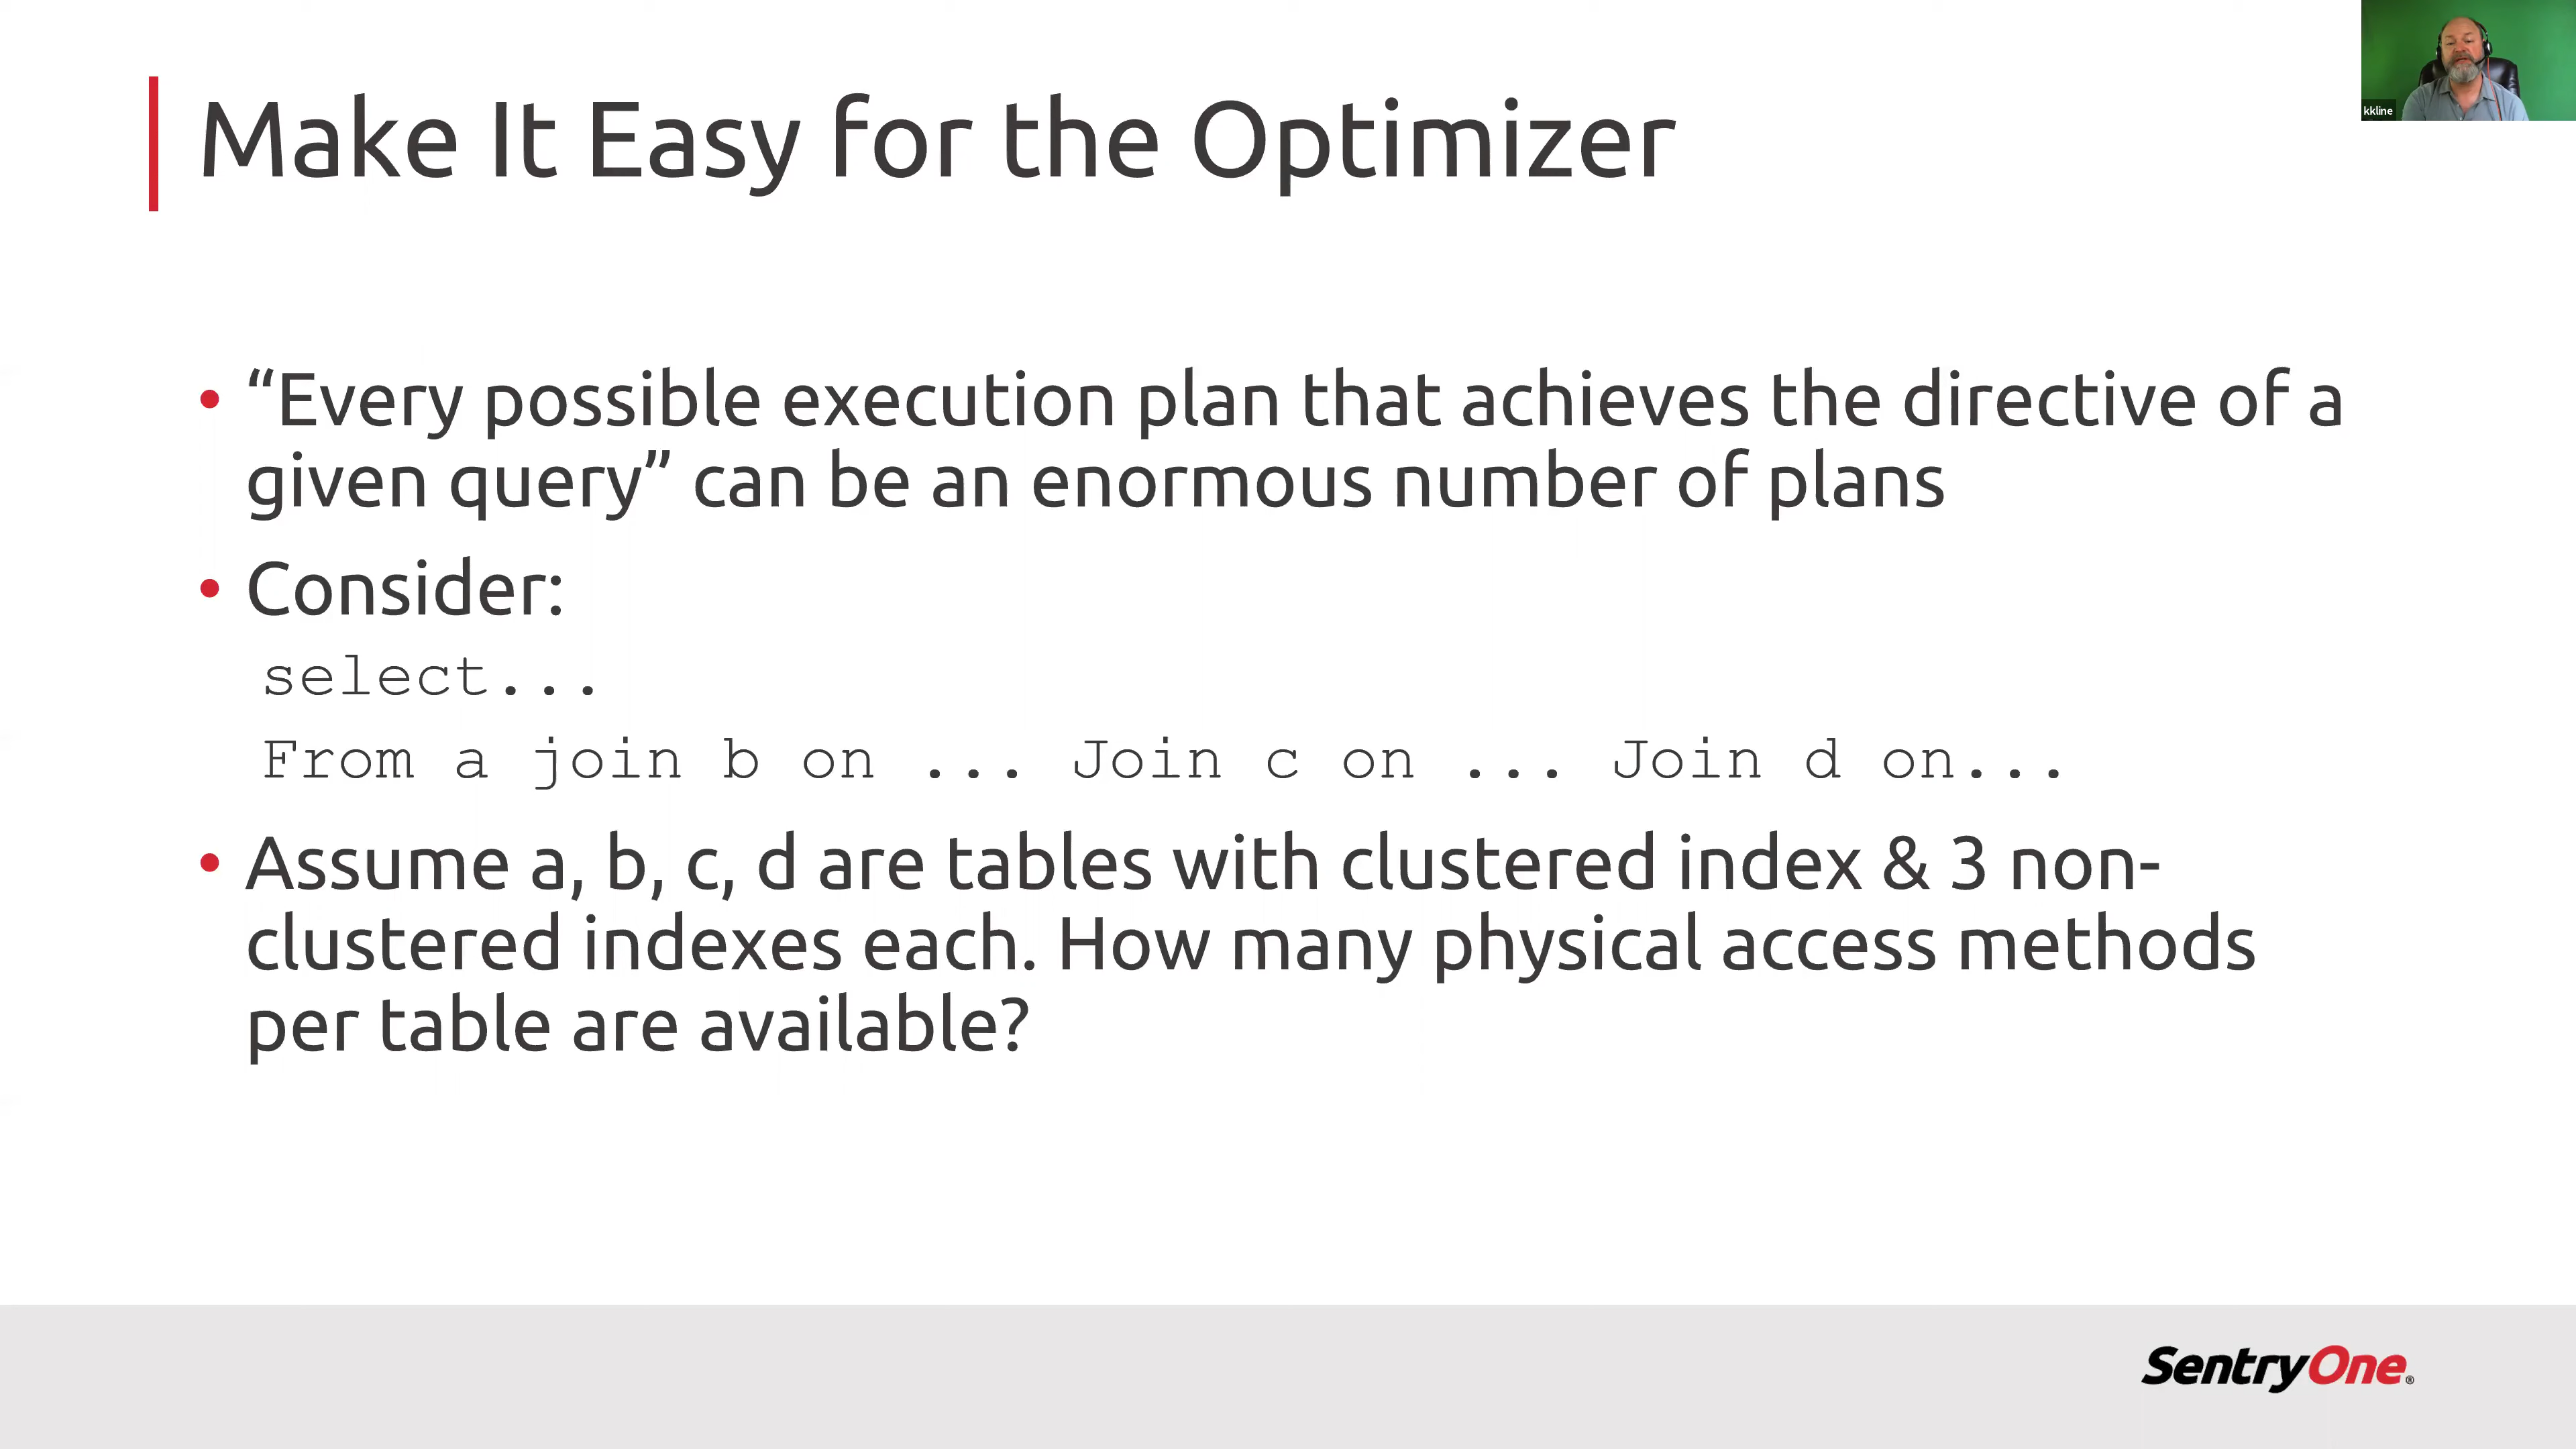 kkline
Make It Easy for the Optimizer
• “Every possible execution plan that achieves the directive of a
given query” can be an enormous number of plans
• Consider:
select...
From a join b on ... Join c on ... Join d on...
• Assume a, b, c, d are tables with clustered index & 3 non-
clustered indexes each. How many physical access methods
per table are available?
SentryOne®